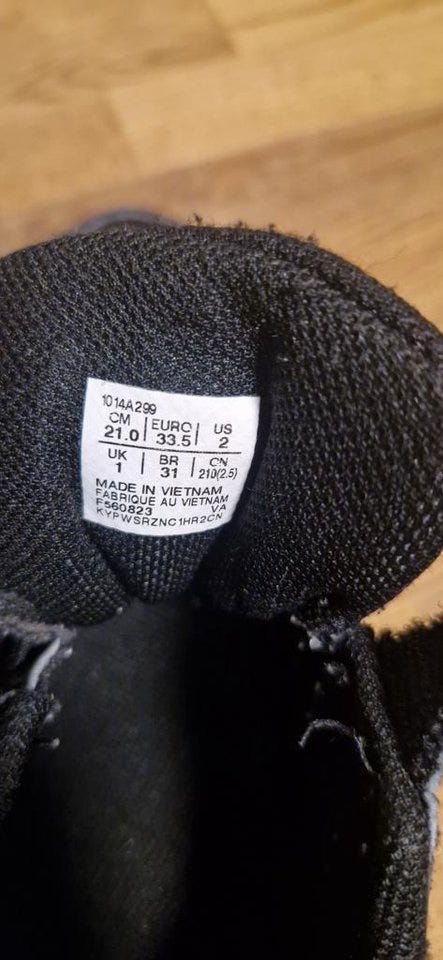 1014A299
CM | EURO | US
21.0 | 33.5 | 2
UK | BR | CN
1 | 31 | 210(2.5)
MADE IN VIETNAM
FABRIQUE AU VIETNAM
F560823 VA
KYPWSRZNC1HR2CN